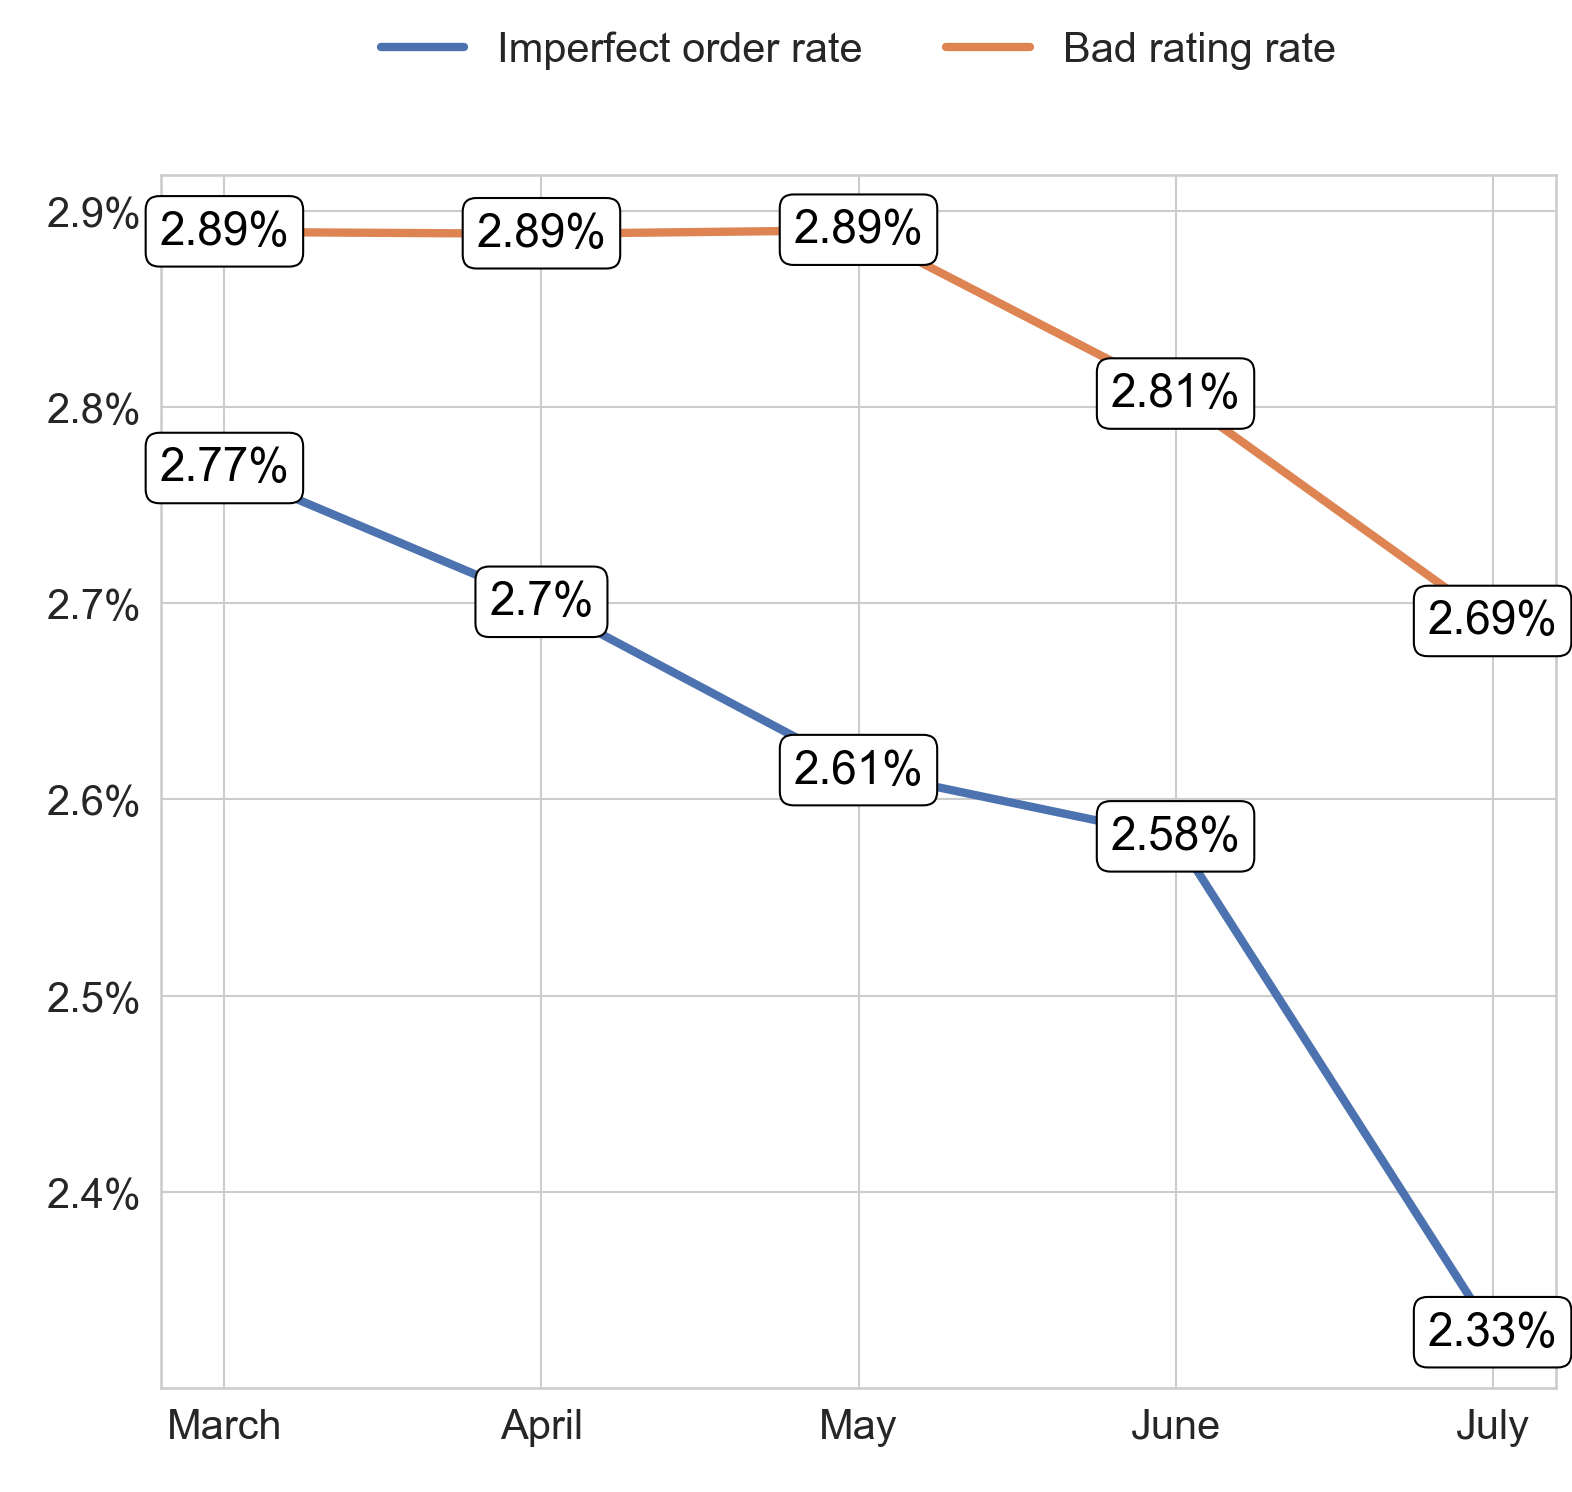 Imperfect order rate
Bad rating rate
2.9%
2.89%
2.89%
2.89%
2.8%
2.81%
2.77%
2.7%
2.7%
2.69%
2.6%
2.61%
2.58%
2.5%
2.4%
2.33%
March
April
May
June
July